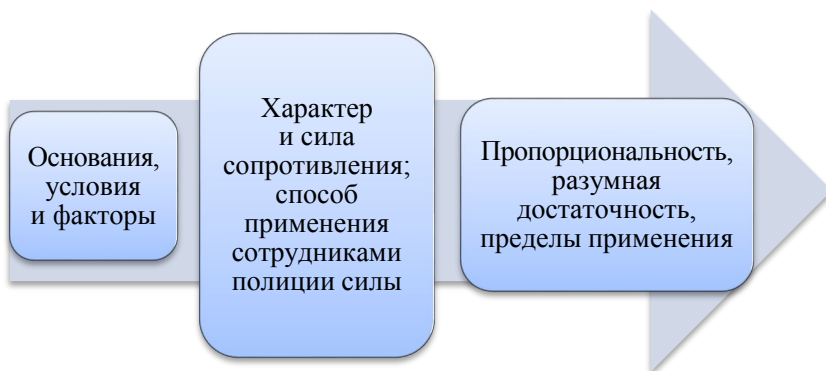 Основания,
условия
и факторы
Характер
и сила
сопротивления;
способ
применения
сотрудниками
полиции силы
Пропорциональность,
разумная
достаточность,
пределы применения